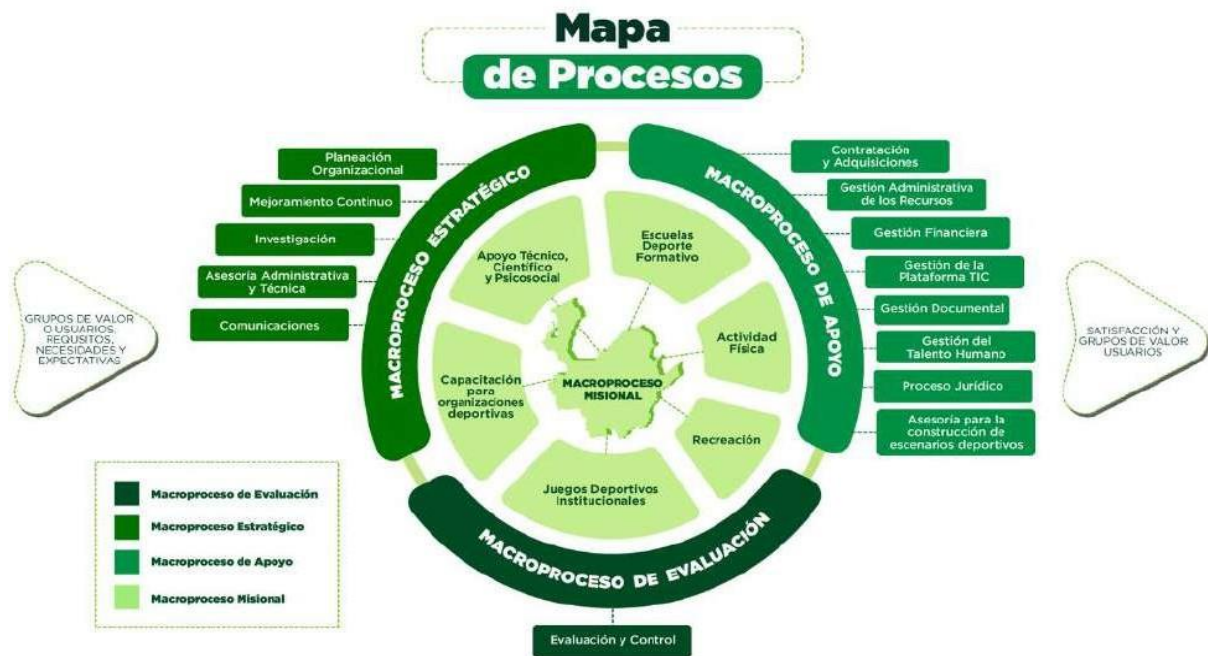 Mapa
de Procesos
GRUPOS DE VALOR
O USUARIOS,
REQUSITOS,
NECESIDADES Y
EXPECTATIVAS
MACROPROCESO ESTRATÉGICO
Planeación
Organizacional
Mejoramiento Continuo
Investigación
Asesoría Administrativa
y Técnica
Comunicaciones
MACROPROCESO DE APOYO
Contratación
y Adquisiciones
Gestión Administrativa
de los Recursos
Gestión Financiera
Gestión de la
Plataforma TIC
Gestión Documental
Gestión del
Talento Humano
Proceso Jurídico
Asesoría para la
construcción de
escenarios deportivos
Apoyo Técnico,
Científico
y Psicosocial
Escuelas
Deporte
Formativo
Actividad
Física
Recreación
Juegos Deportivos
Institucionales
Capacitación
para
organizaciones
deportivas
MACROPROCESO
MISIONAL
MACROPROCESO DE EVALUACIÓN
Evaluación y Control
SATISFACCIÓN Y
GRUPOS DE VALOR
USUARIOS
Macroproceso de Evaluación
Macroproceso Estratégico
Macroproceso de Apoyo
Macroproceso Misional